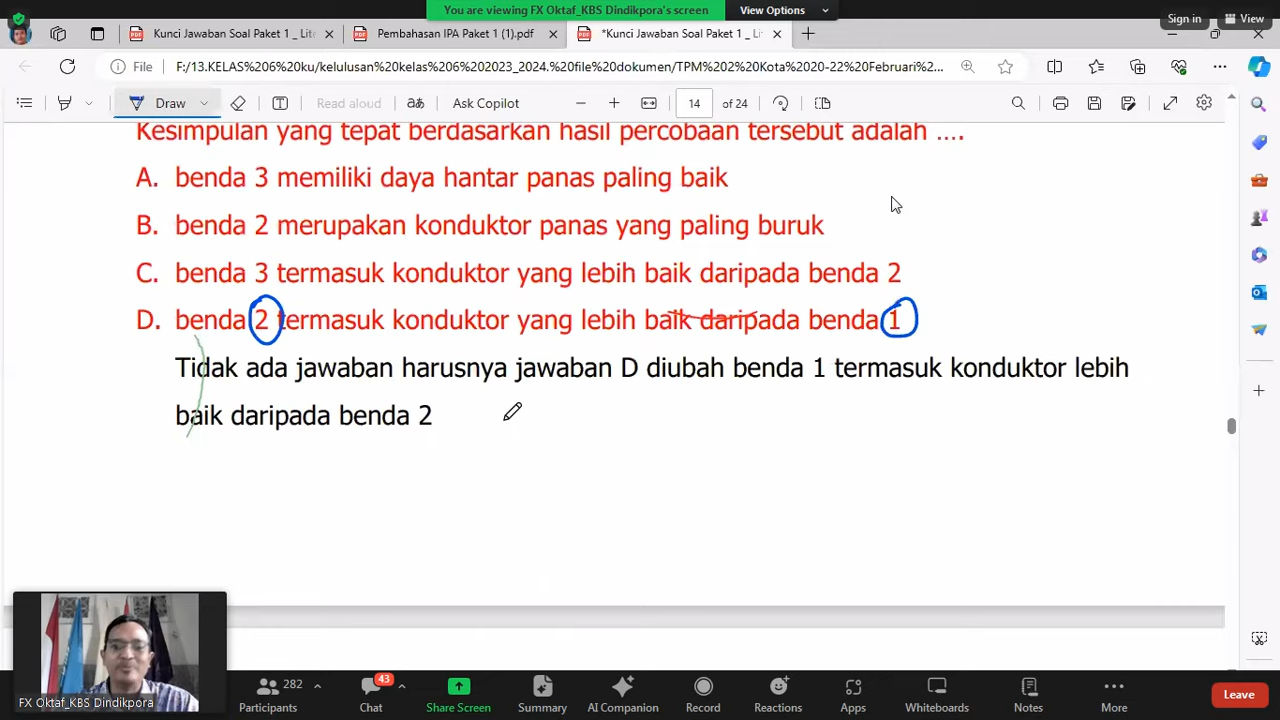 You are viewing FX Oktaf_KBS Dindikpora's screen
View Options
Sign in
View
Kunci Jawaban Soal Paket 1 _ Lite
Pembahasan IPA Paket 1 (1).pdf
*Kunci Jawaban Soal Paket 1 _ Lit
File
F:/13.KELAS%206%20ku/kelulusan%20kelas%206%202023_2024.%20file%20dokumen/TPM%202%20Kota%2020-22%20Februari%2...
Draw
Read aloud
Ask Copilot
14
of 24
Kesimpulan yang tepat berdasarkan hasil percobaan tersebut adalah ….
A. benda 3 memiliki daya hantar panas paling baik
B. benda 2 merupakan konduktor panas yang paling buruk
C. benda 3 termasuk konduktor yang lebih baik daripada benda 2
D. benda 2 termasuk konduktor yang lebih baik daripada benda 1
Tidak ada jawaban harusnya jawaban D diubah benda 1 termasuk konduktor lebih
baik daripada benda 2
FX Oktaf_KBS Dindikpora
282
Participants
43
Chat
Share Screen
Summary
AI Companion
Record
Reactions
Apps
Whiteboards
Notes
More
Leave